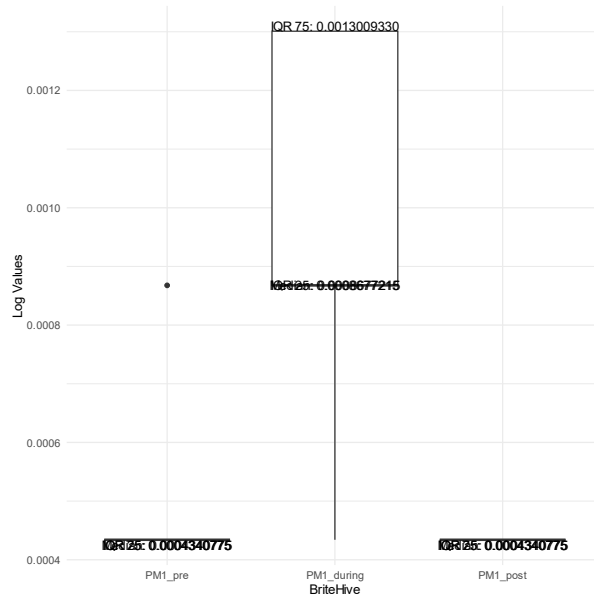 IQR 75: 0.0013009330
0.0012
0.0010
Log Values
0.0008677215
0.0008
0.0006
0.0004340775
0.0004340775
0.0004
PM1_pre
PM1_during
PM1_post
BriteHive